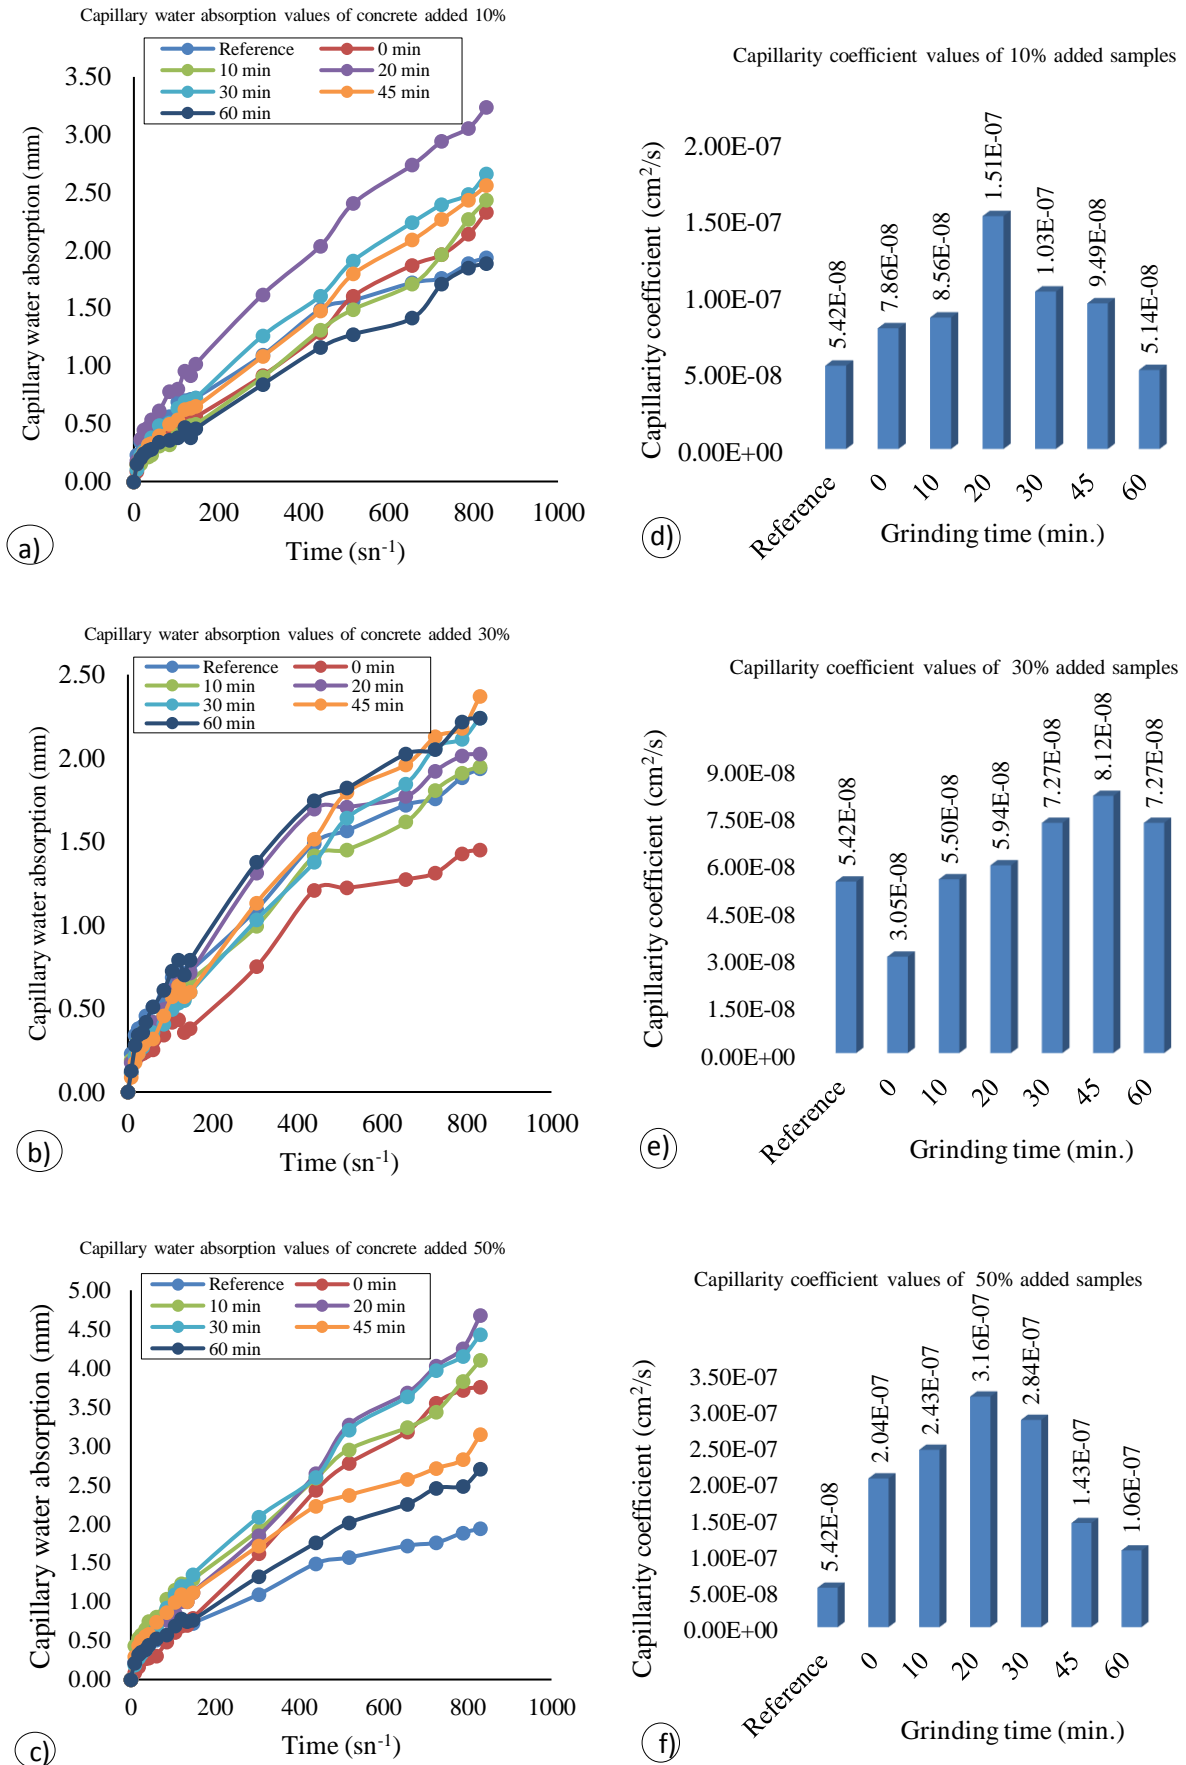 Capillary water absorption values of concrete added 10%
Reference
0 min
10 min
20 min
30 min
45 min
60 min
3.50
3.00
2.50
2.00
1.50
1.00
0.50
0.00
Capillary water absorption (mm)
0
200
400
600
800
1000
Time (sn⁻¹)
a)
Capillarity coefficient values of 10% added samples
2.00E-07
1.50E-07
1.00E-07
5.00E-08
0.00E+00
Capillarity coefficient (cm²/s)
5.42E-08
7.86E-08
8.56E-08
1.51E-07
1.03E-07
9.49E-08
5.14E-08
Reference
0
10
20
30
45
60
Grinding time (min.)
d)
Capillary water absorption values of concrete added 30%
Reference
0 min
10 min
20 min
30 min
45 min
60 min
2.50
2.00
1.50
1.00
0.50
0.00
Capillary water absorption (mm)
0
200
400
600
800
1000
Time (sn⁻¹)
b)
Capillarity coefficient values of 30% added samples
9.00E-08
7.50E-08
6.00E-08
4.50E-08
3.00E-08
1.50E-08
0.00E+00
Capillarity coefficient (cm²/s)
5.42E-08
3.05E-08
5.50E-08
5.94E-08
7.27E-08
8.12E-08
7.27E-08
Reference
0
10
20
30
45
60
Grinding time (min.)
e)
Capillary water absorption values of concrete added 50%
Reference
0 min
10 min
20 min
30 min
45 min
60 min
5.00
4.50
4.00
3.50
3.00
2.50
2.00
1.50
1.00
0.50
0.00
Capillary water absorption (mm)
0
200
400
600
800
1000
Time (sn⁻¹)
c)
Capillarity coefficient values of 50% added samples
3.50E-07
3.00E-07
2.50E-07
2.00E-07
1.50E-07
1.00E-07
5.00E-08
0.00E+00
Capillarity coefficient (cm²/s)
5.42E-08
2.04E-07
2.43E-07
3.16E-07
2.84E-07
1.43E-07
1.06E-07
Reference
0
10
20
30
45
60
Grinding time (min.)
f)